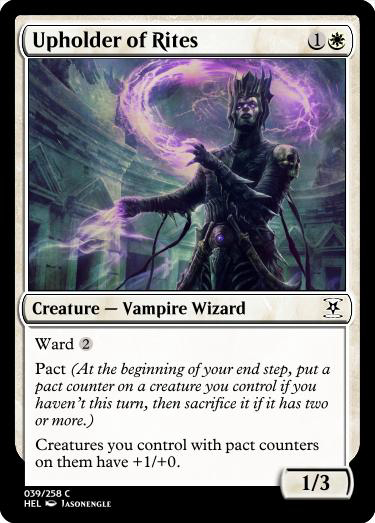 Upholder of Rites 1
Creature — Vampire Wizard
Ward 2
Pact (At the beginning of your end step, put a
pact counter on a creature you control if you
haven't this turn, then sacrifice it if it has two
or more.)
Creatures you control with pact counters
on them have +1/+0.
1/3
039/258 C
HEL JASONENGLE